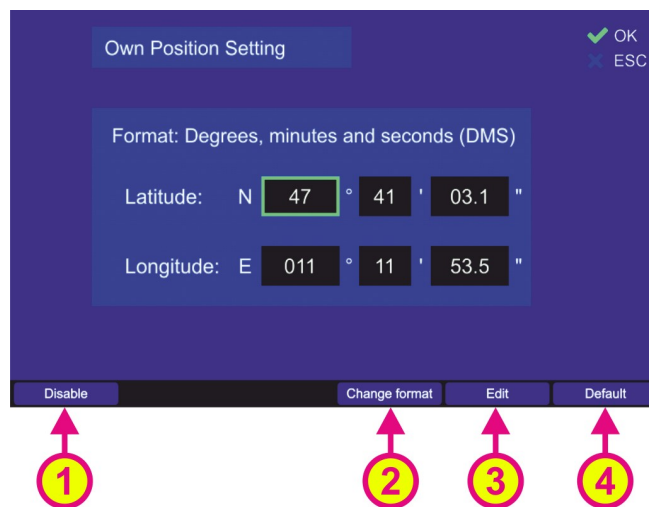 Own Position Setting
OK
ESC
Format: Degrees, minutes and seconds (DMS)
Latitude: N 47 ° 41 ' 03.1 "
Longitude: E 011 ° 11 ' 53.5 "
Disable Change format Edit Default
1 2 3 4